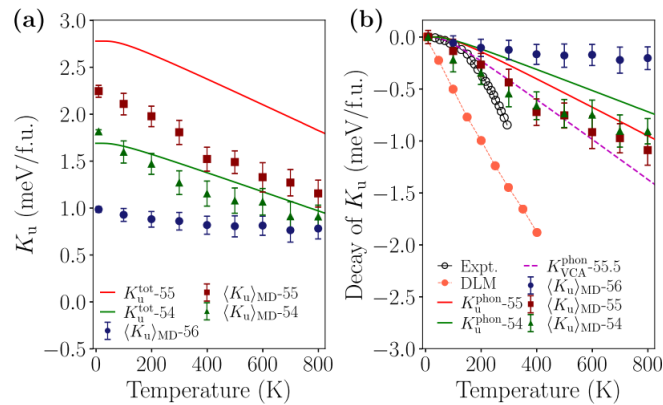 (a)
3.0
2.5
2.0
1.5
1.0
0.5
0.0
−0.5
K_u (meV/f.u.)
K_u^tot-55
K_u^tot-54
⟨K_u⟩_MD-56
⟨K_u⟩_MD-55
⟨K_u⟩_MD-54
0 200 400 600 800
Temperature (K)
(b)
0.0
−0.5
−1.0
−1.5
−2.0
−2.5
−3.0
Decay of K_u (meV/f.u.)
Expt.
DLM
K_u^phon-55
K_u^phon-54
K_VCA^phon-55.5
⟨K_u⟩_MD-56
⟨K_u⟩_MD-55
⟨K_u⟩_MD-54
0 200 400 600 800
Temperature (K)